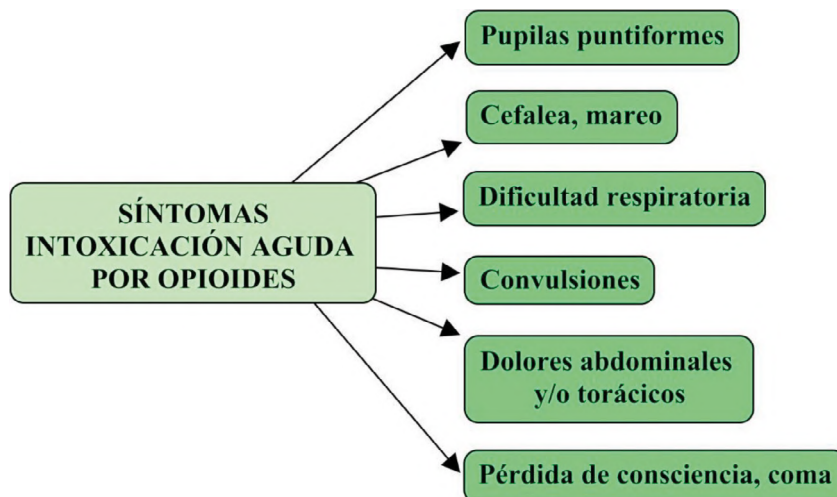 SÍNTOMAS
INTOXICACIÓN AGUDA
POR OPIOIDES
Pupilas puntiformes
Cefalea, mareo
Dificultad respiratoria
Convulsiones
Dolores abdominales
y/o torácicos
Pérdida de consciencia, coma